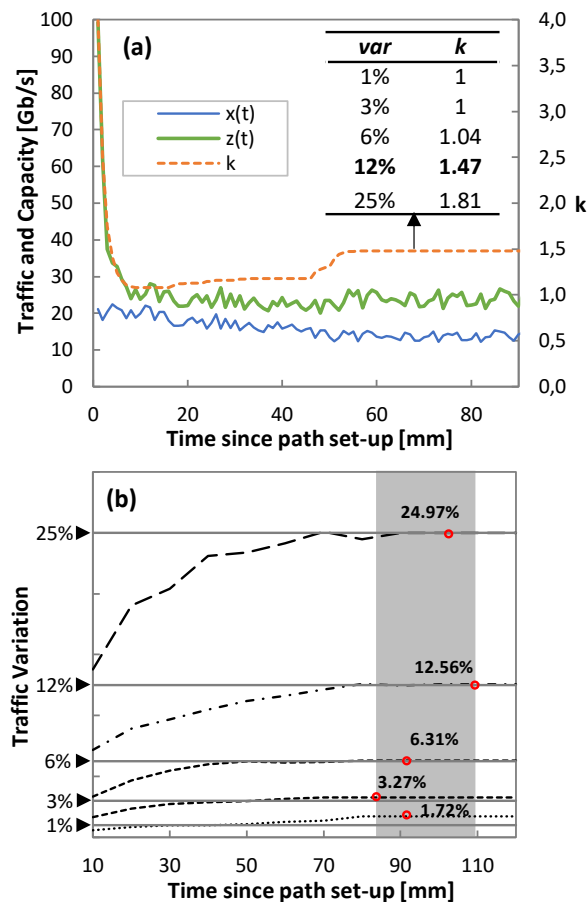 (a)
Traffic and Capacity [Gb/s]
100
90
80
70
60
50
40
30
20
10
0
x(t)
z(t)
k
var k
1% 1
3% 1
6% 1.04
12% 1.47
25% 1.81
4,0
3,5
3,0
2,5
2,0
1,5
1,0
0,5
0,0
k
0 20 40 60 80
Time since path set-up [mm]
(b)
Traffic Variation
25%
12%
6%
3%
1%
24.97%
12.56%
6.31%
3.27%
1.72%
10 30 50 70 90 110
Time since path set-up [mm]